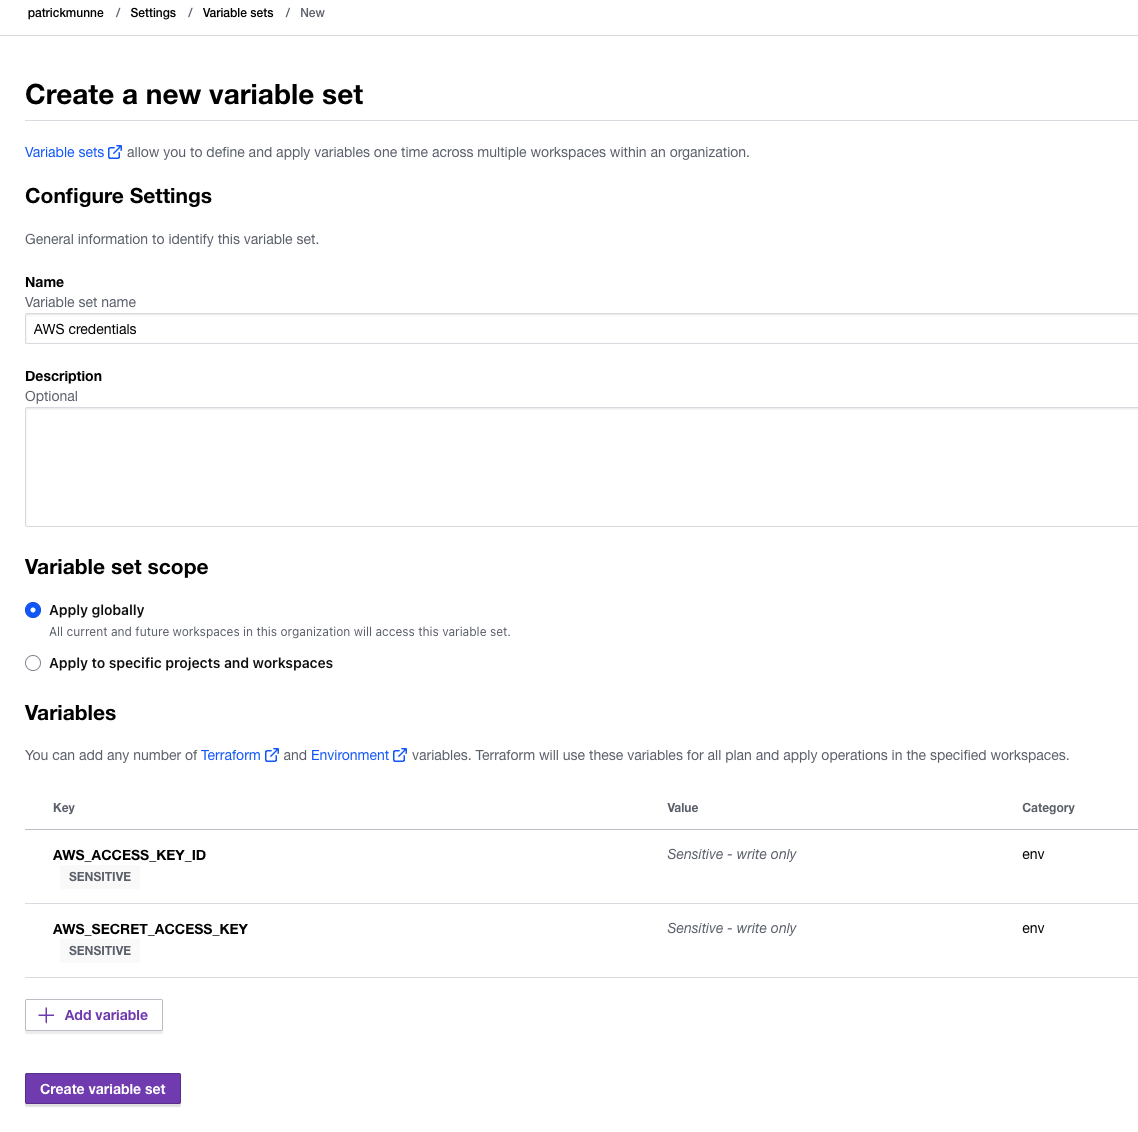 patrickmunne / Settings / Variable sets / New
Create a new variable set
Variable sets allow you to define and apply variables one time across multiple workspaces within an organization.
Configure Settings
General information to identify this variable set.
Name
Variable set name
AWS credentials
Description
Optional
Variable set scope
Apply globally
All current and future workspaces in this organization will access this variable set.
Apply to specific projects and workspaces
Variables
You can add any number of Terraform and Environment variables. Terraform will use these variables for all plan and apply operations in the specified workspaces.
Key Value Category
AWS_ACCESS_KEY_ID Sensitive - write only env
SENSITIVE
AWS_SECRET_ACCESS_KEY Sensitive - write only env
SENSITIVE
Add variable
Create variable set